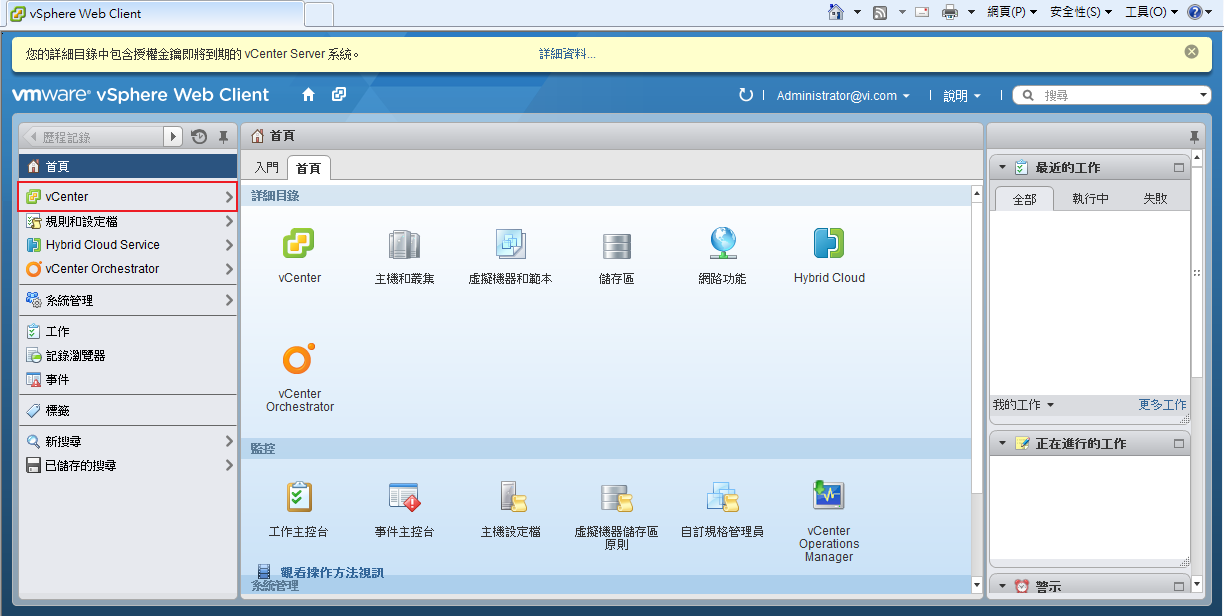 vSphere Web Client
網頁(P)
安全性(S)
工具(O)
您的詳細目錄中包含授權金鑰即將到期的 vCenter Server 系統。
詳細資料...
vmware® vSphere Web Client
Administrator@vi.com
說明
搜尋
歷程記錄
首頁
vCenter
規則和設定檔
Hybrid Cloud Service
vCenter Orchestrator
系統管理
工作
記錄瀏覽器
事件
標籤
新搜尋
已儲存的搜尋
首頁
入門 首頁
詳細目錄
vCenter
主機和叢集
虛擬機器和範本
儲存區
網路功能
Hybrid Cloud
vCenter
Orchestrator
監控
工作主控台
事件主控台
主機設定檔
虛擬機器儲存區
原則
自訂規格管理員
vCenter
Operations
Manager
觀看操作方法視訊
系統管理
最近的工作
全部 執行中 失敗
我的工作 更多工作
正在進行的工作
警示